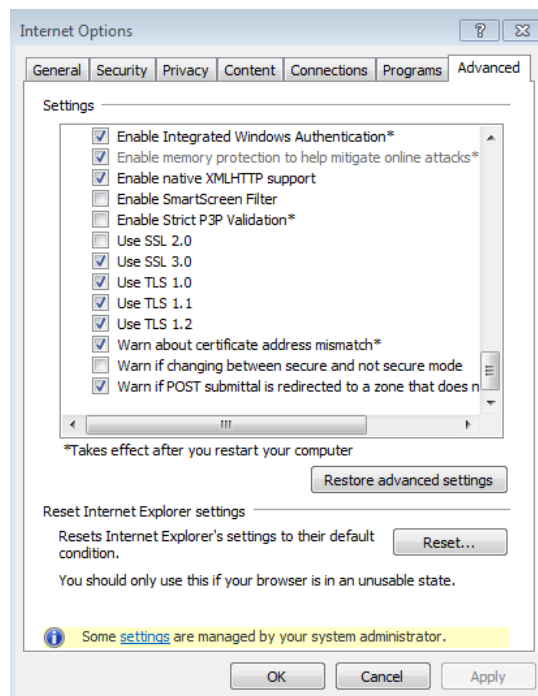 Internet Options
General Security Privacy Content Connections Programs Advanced
Settings
Enable Integrated Windows Authentication*
Enable memory protection to help mitigate online attacks*
Enable native XMLHTTP support
Enable SmartScreen Filter
Enable Strict P3P Validation*
Use SSL 2.0
Use SSL 3.0
Use TLS 1.0
Use TLS 1.1
Use TLS 1.2
Warn about certificate address mismatch*
Warn if changing between secure and not secure mode
Warn if POST submittal is redirected to a zone that does n
*Takes effect after you restart your computer
Restore advanced settings
Reset Internet Explorer settings
Resets Internet Explorer's settings to their default
condition.
Reset...
You should only use this if your browser is in an unusable state.
Some settings are managed by your system administrator.
OK Cancel Apply